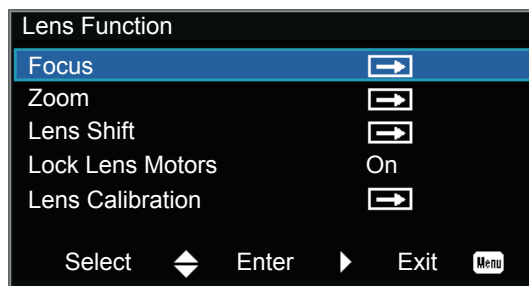 Lens Function
Focus
Zoom
Lens Shift
Lock Lens Motors On
Lens Calibration
Select Enter Exit Menu